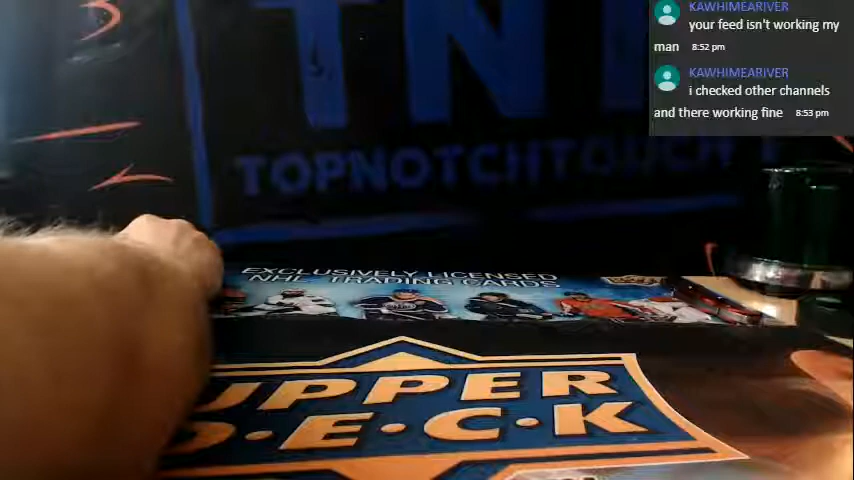 KAWHIMEARIVER
your feed isn't working my
man 8:52 pm
KAWHIMEARIVER
i checked other channels
and there working fine 8:53 pm
TNT
TOPNOTCHTOUCH
EXCLUSIVELY LICENSED
NHL TRADING CARDS
UPPER
D·E·C·K